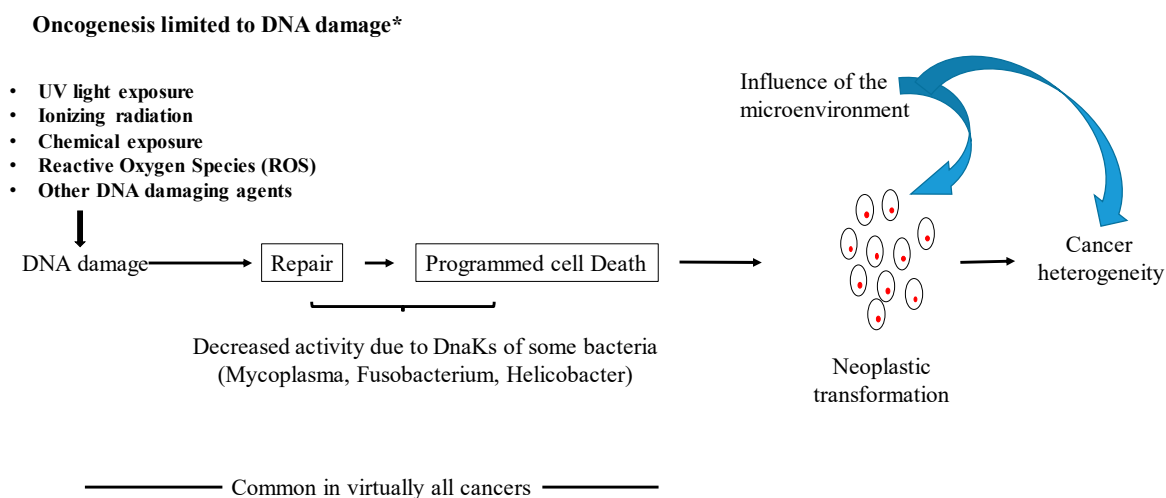 Oncogenesis limited to DNA damage*
• UV light exposure
• Ionizing radiation
• Chemical exposure
• Reactive Oxygen Species (ROS)
• Other DNA damaging agents
Influence of the
microenvironment
DNA damage
Repair
Programmed cell Death
Cancer
heterogeneity
Decreased activity due to DnaKs of some bacteria
(Mycoplasma, Fusobacterium, Helicobacter)
Neoplastic
transformation
Common in virtually all cancers